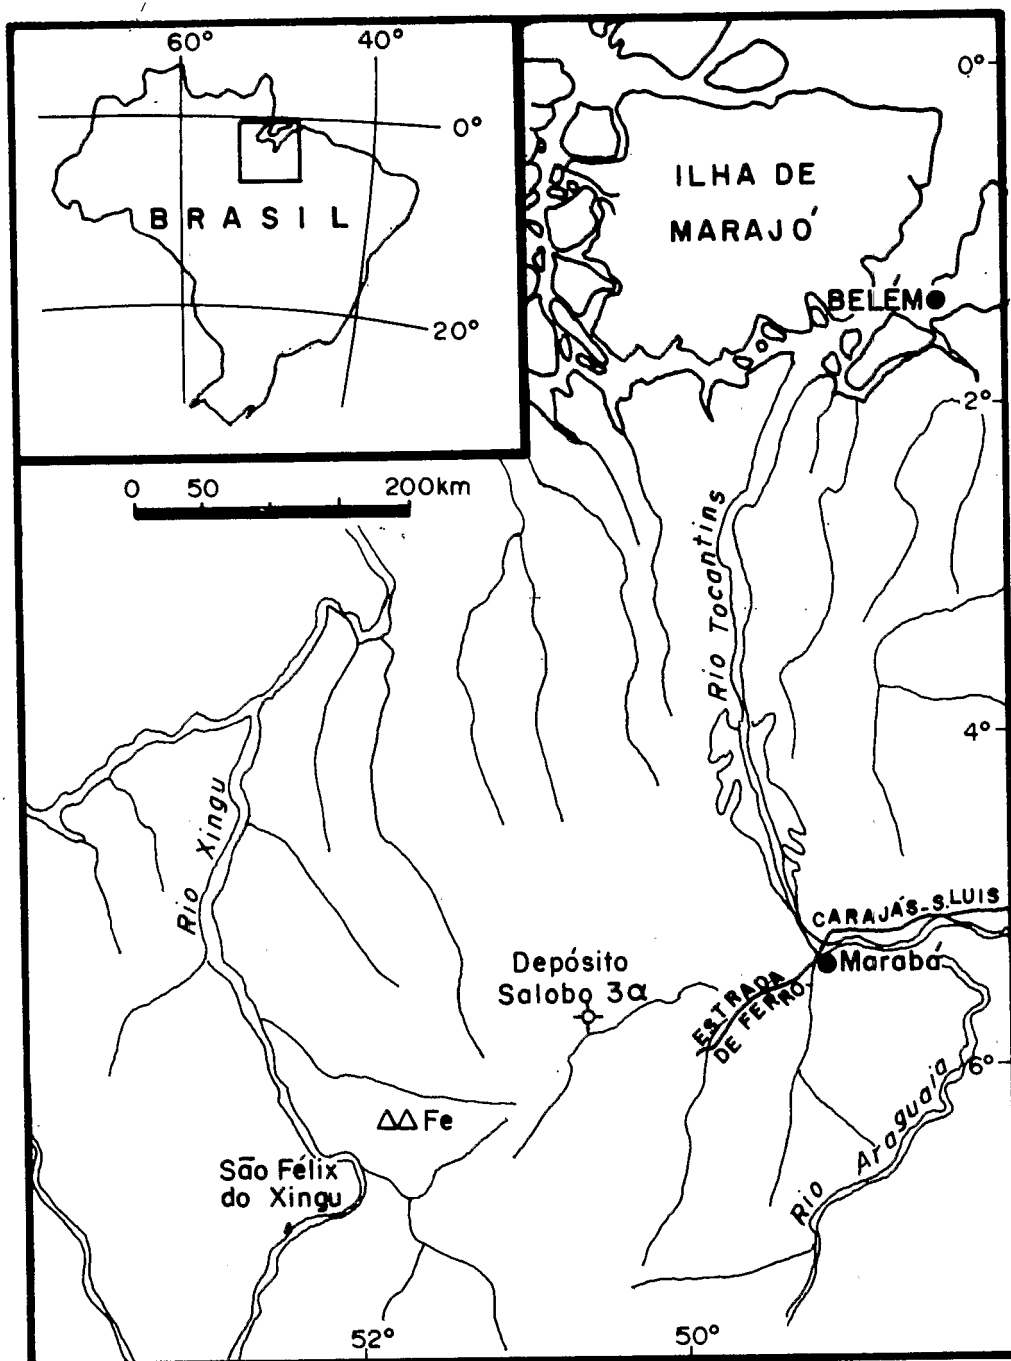 60°
40°
0°
BRASIL
20°
0 50 200km
0°
ILHA DE
MARAJÓ
BELÉM
2°
Rio Tocantins
4°
Rio Xingu
CARAJÁS-S.LUIS
Marabá
Depósito
Salobo 3α
ESTRADA
DE FERRO
6°
Rio Araguaia
Fe
São Félix
do Xingu
52°
50°